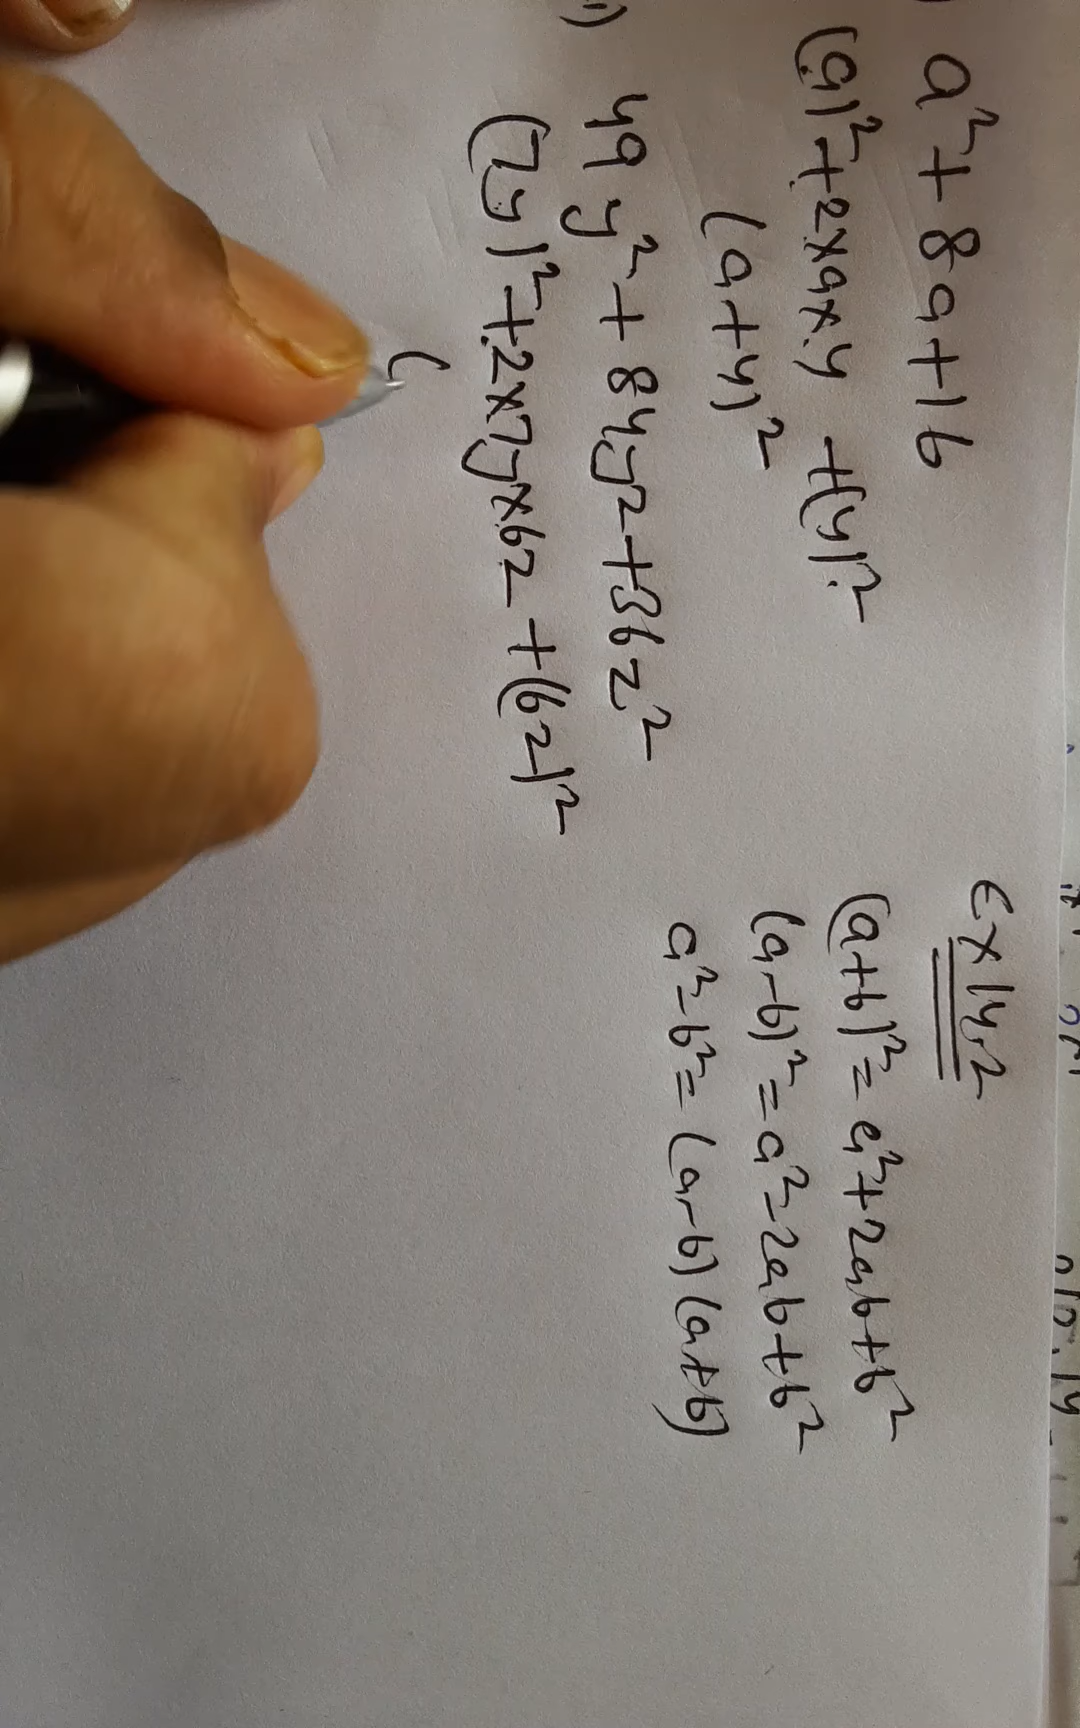 a² + 8a + 16
(a)² + 2×a×4 + (4)²
(a+4)²
49y² + 84yz + 36z²
(7y)² + 2×7y×6z + (6z)²
(
Ex 14.2
(a+b)² = a² + 2ab + b²
(a-b)² = a² - 2ab + b²
a² - b² = (a-b) (a+b)